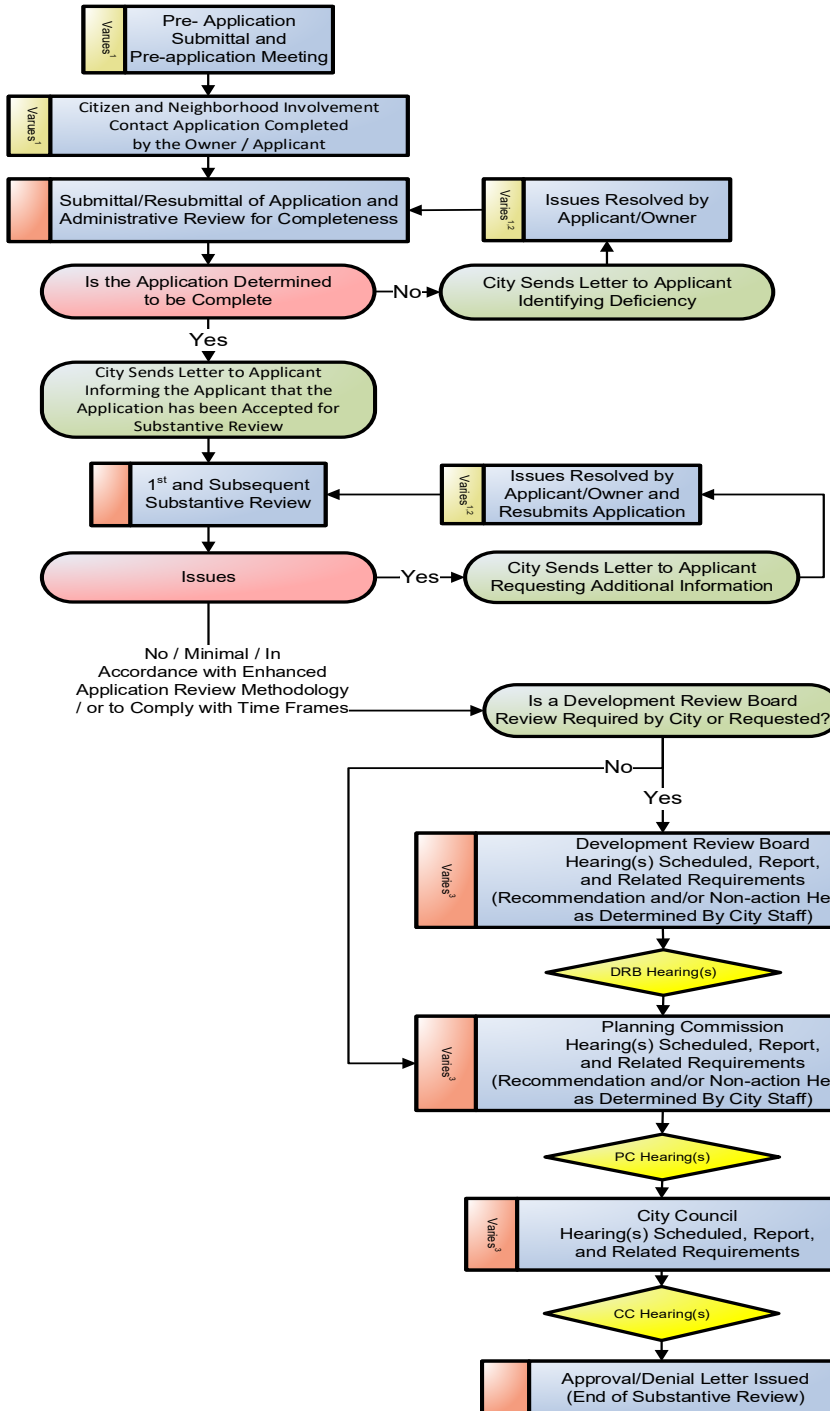 Varues¹
Pre- Application
Submittal and
Pre-application Meeting
Varues¹
Citizen and Neighborhood Involvement
Contact Application Completed
by the Owner / Applicant
Submittal/Resubmittal of Application and
Administrative Review for Completeness
Varies¹,²
Issues Resolved by
Applicant/Owner
Is the Application Determined
to be Complete
No
City Sends Letter to Applicant
Identifying Deficiency
Yes
City Sends Letter to Applicant
Informing the Applicant that the
Application has been Accepted for
Substantive Review
1st and Subsequent
Substantive Review
Varies¹,²
Issues Resolved by
Applicant/Owner and
Resubmits Application
Issues
Yes
City Sends Letter to Applicant
Requesting Additional Information
No / Minimal / In
Accordance with Enhanced
Application Review Methodology
/ or to Comply with Time Frames
Is a Development Review Board
Review Required by City or Requested?
No
Yes
Varies³
Development Review Board
Hearing(s) Scheduled, Report,
and Related Requirements
(Recommendation and/or Non-action He
as Determined By City Staff)
DRB Hearing(s)
Varies³
Planning Commission
Hearing(s) Scheduled, Report,
and Related Requirements
(Recommendation and/or Non-action He
as Determined By City Staff)
PC Hearing(s)
Varies³
City Council
Hearing(s) Scheduled, Report,
and Related Requirements
CC Hearing(s)
Approval/Denial Letter Issued
(End of Substantive Review)